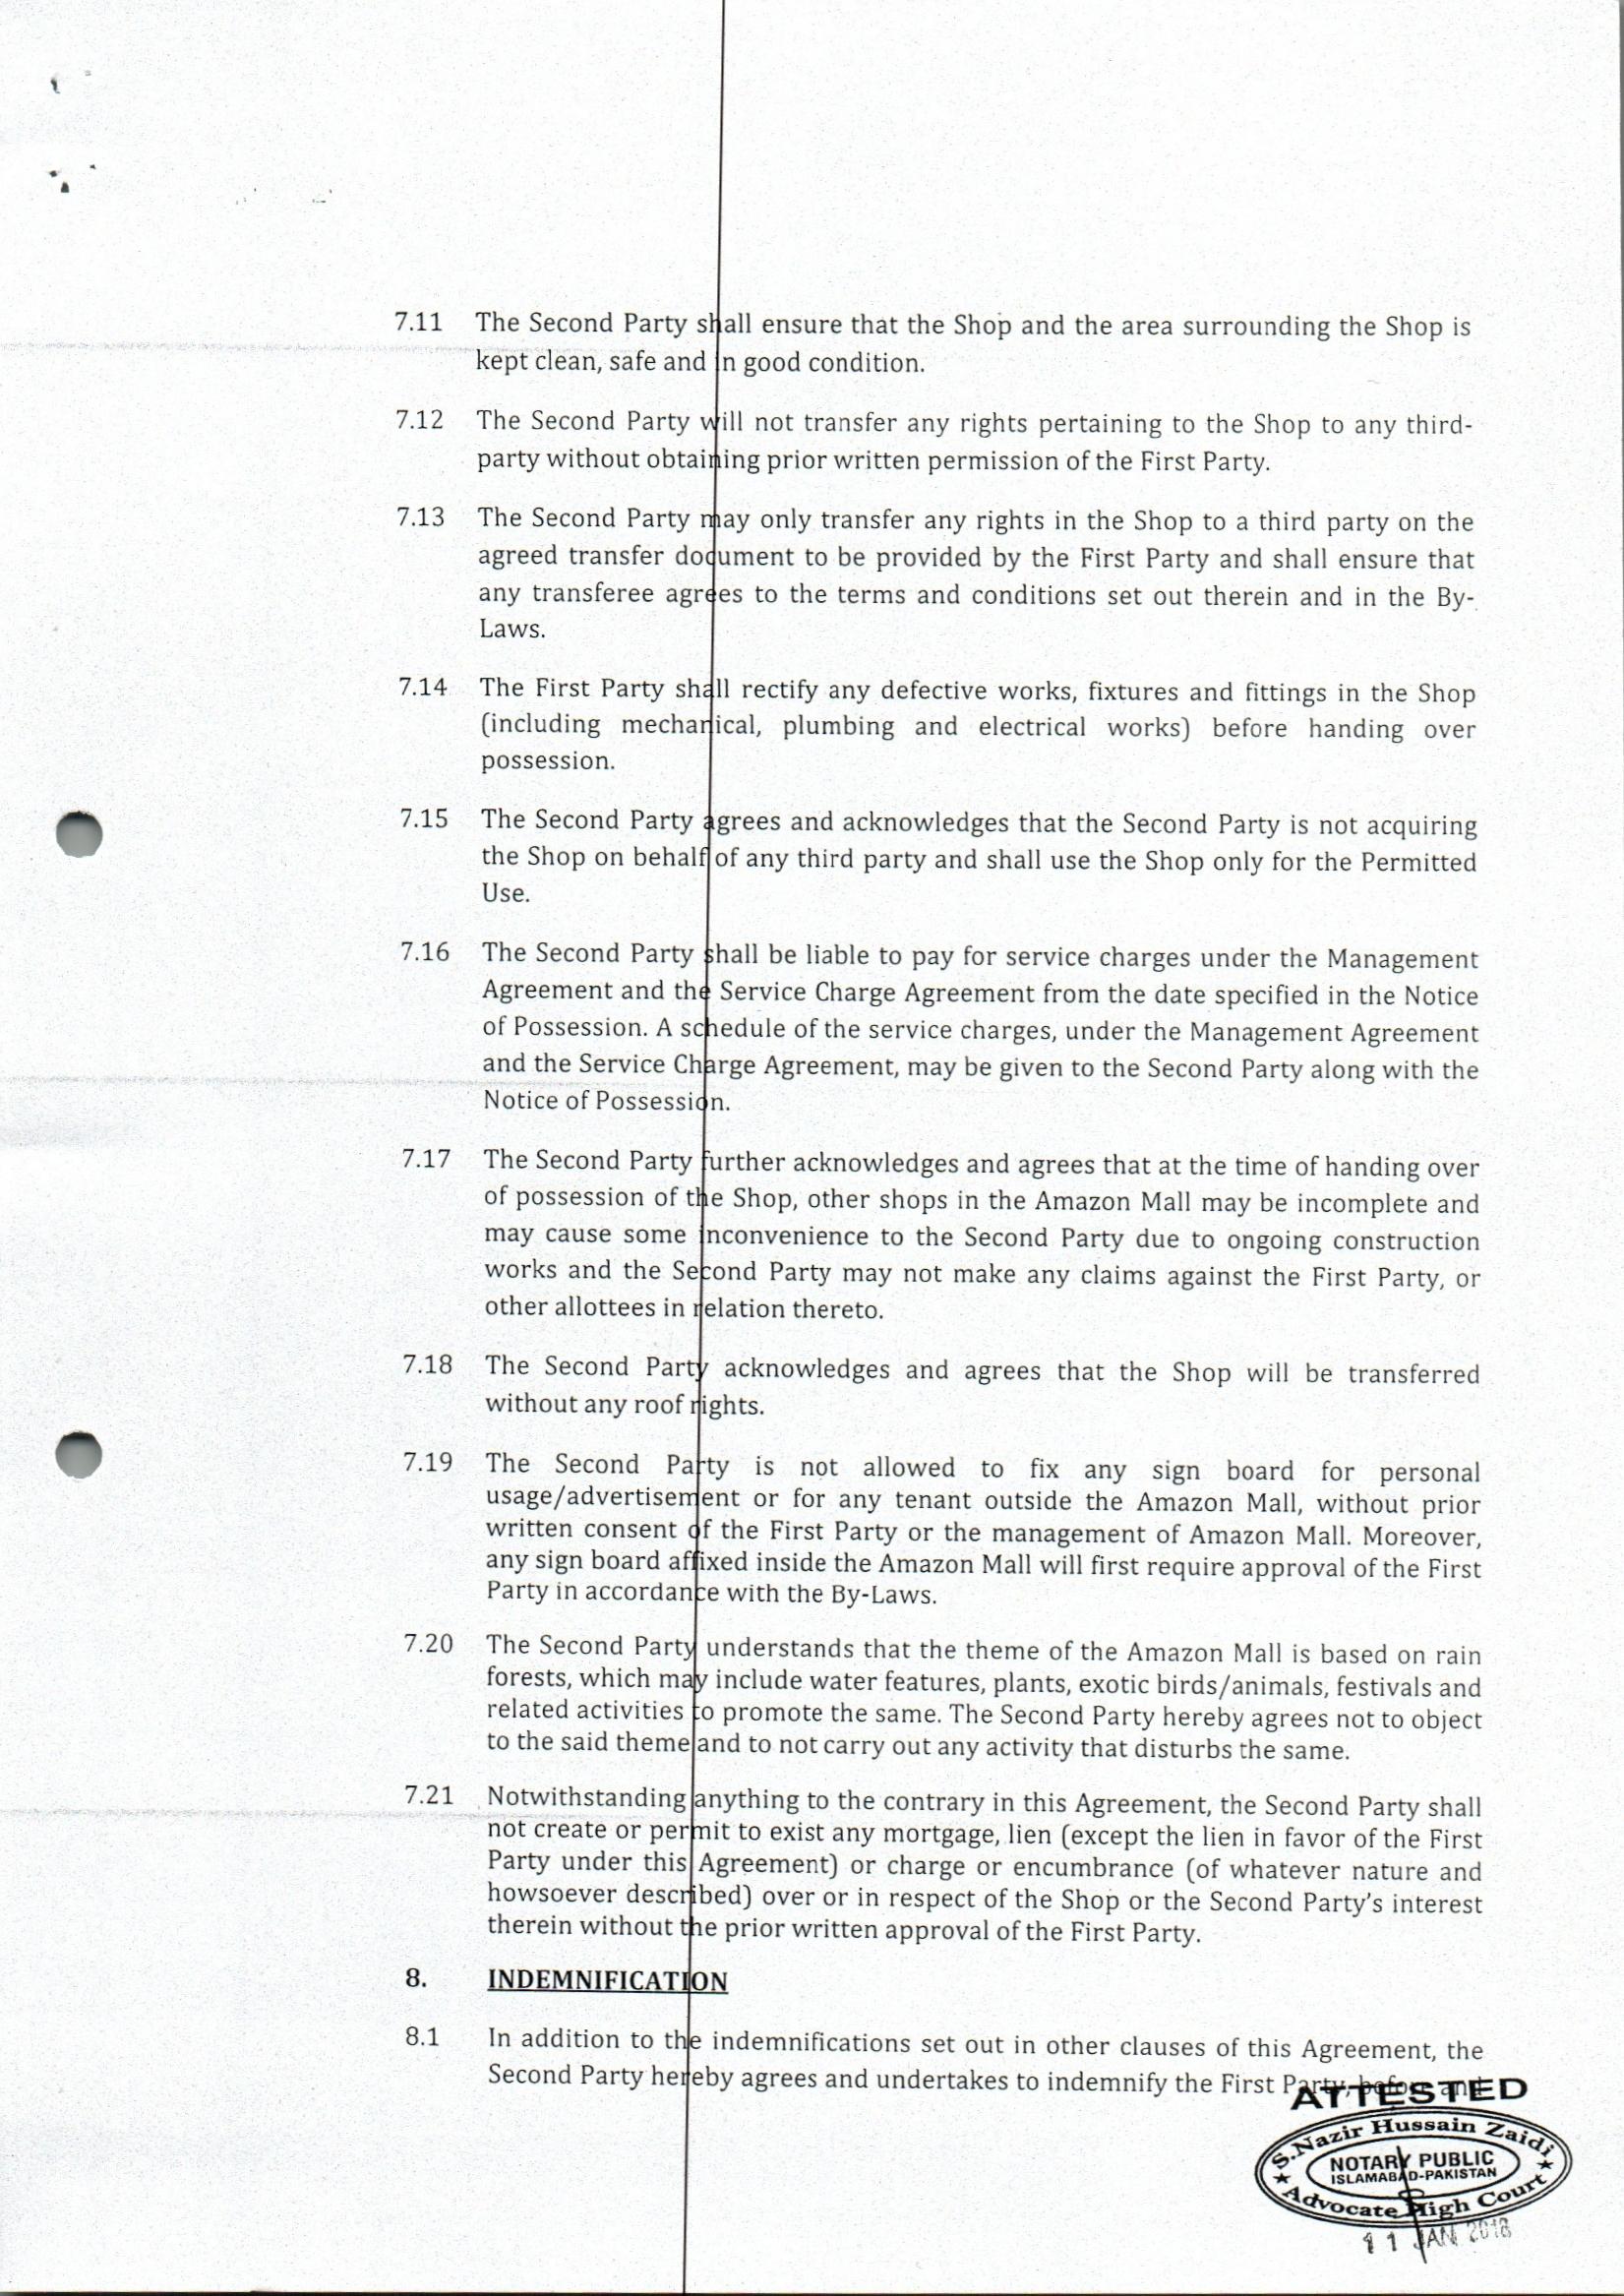 7.11 The Second Party shall ensure that the Shop and the area surrounding the Shop is
kept clean, safe and in good condition.
7.12 The Second Party will not transfer any rights pertaining to the Shop to any third-
party without obtaining prior written permission of the First Party.
7.13 The Second Party may only transfer any rights in the Shop to a third party on the
agreed transfer document to be provided by the First Party and shall ensure that
any transferee agrees to the terms and conditions set out therein and in the By-
Laws.
7.14 The First Party shall rectify any defective works, fixtures and fittings in the Shop
(including mechanical, plumbing and electrical works) before handing over
possession.
7.15 The Second Party agrees and acknowledges that the Second Party is not acquiring
the Shop on behalf of any third party and shall use the Shop only for the Permitted
Use.
7.16 The Second Party shall be liable to pay for service charges under the Management
Agreement and the Service Charge Agreement from the date specified in the Notice
of Possession. A schedule of the service charges, under the Management Agreement
and the Service Charge Agreement, may be given to the Second Party along with the
Notice of Possession.
7.17 The Second Party further acknowledges and agrees that at the time of handing over
of possession of the Shop, other shops in the Amazon Mall may be incomplete and
may cause some inconvenience to the Second Party due to ongoing construction
works and the Second Party may not make any claims against the First Party, or
other allottees in relation thereto.
7.18 The Second Party acknowledges and agrees that the Shop will be transferred
without any roof rights.
7.19 The Second Party is not allowed to fix any sign board for personal
usage/advertisement or for any tenant outside the Amazon Mall, without prior
written consent of the First Party or the management of Amazon Mall. Moreover,
any sign board affixed inside the Amazon Mall will first require approval of the First
Party in accordance with the By-Laws.
7.20 The Second Party understands that the theme of the Amazon Mall is based on rain
forests, which may include water features, plants, exotic birds/animals, festivals and
related activities to promote the same. The Second Party hereby agrees not to object
to the said theme and to not carry out any activity that disturbs the same.
7.21 Notwithstanding anything to the contrary in this Agreement, the Second Party shall
not create or permit to exist any mortgage, lien (except the lien in favor of the First
Party under this Agreement) or charge or encumbrance (of whatever nature and
howsoever described) over or in respect of the Shop or the Second Party's interest
therein without the prior written approval of the First Party.
8. INDEMNIFICATION
8.1 In addition to the indemnifications set out in other clauses of this Agreement, the
Second Party hereby agrees and undertakes to indemnify the First Party, before and
ATTESTED
S.Nazir Hussain Zaidi
NOTARY PUBLIC
ISLAMABAD-PAKISTAN
Advocate High Court
11 JAN 2018